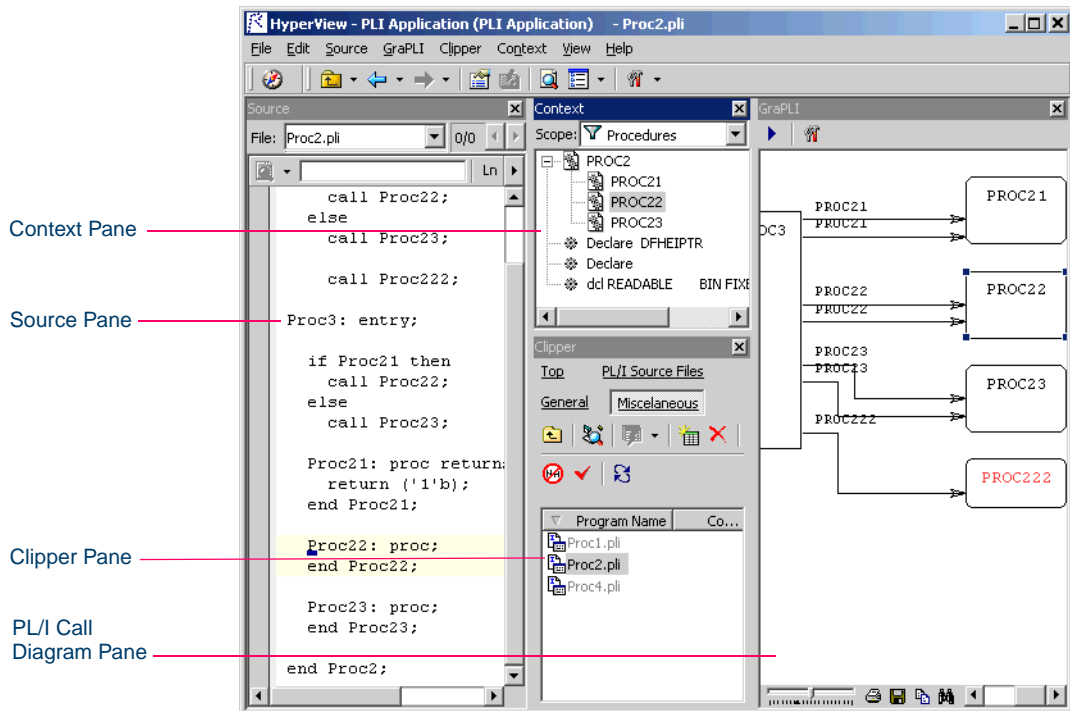 HyperView - PLI Application (PLI Application) - Proc2.pli
File Edit Source GraPLI Clipper Context View Help
Source
File: Proc2.pli 0/0
Ln
call Proc22;
else
call Proc23;
call Proc222;
Proc3: entry;
if Proc21 then
call Proc22;
else
call Proc23;
Proc21: proc returns
return ('1'b);
end Proc21;
Proc22: proc;
end Proc22;
Proc23: proc;
end Proc23;
end Proc2;
Context
Scope: Procedures
PROC2
PROC21
PROC22
PROC23
Declare DFHEIPTR
Declare
dcl READABLE BIN FIXE
Clipper
Top PL/I Source Files
General Miscelaneous
Program Name Co...
Proc1.pli
Proc2.pli
Proc4.pli
GraPLI
OC3
PROC21
PROC21
PROC21
PROC22
PROC22
PROC22
PROC23
PROC23
PROC23
PROC222
PROC222
Context Pane
Source Pane
Clipper Pane
PL/I Call
Diagram Pane